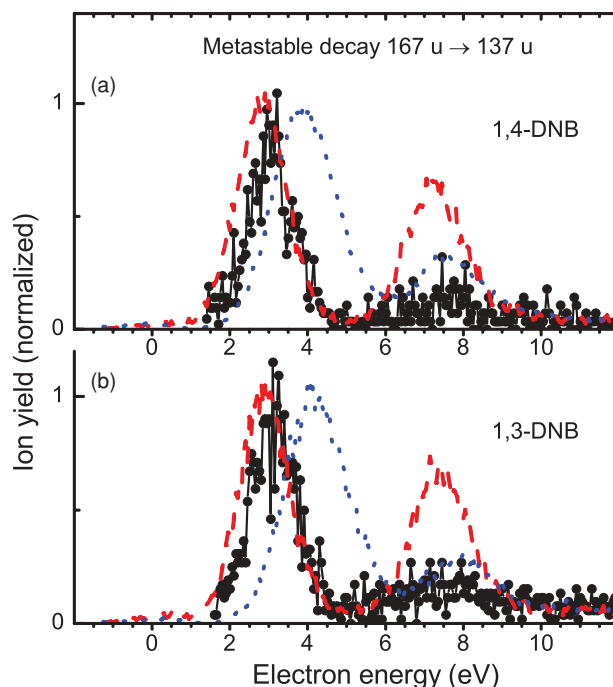 Metastable decay 167 u → 137 u
(a)
1
1,4-DNB
0
0 2 4 6 8 10
(b)
1
1,3-DNB
0
0 2 4 6 8 10
Electron energy (eV)
Ion yield (normalized)